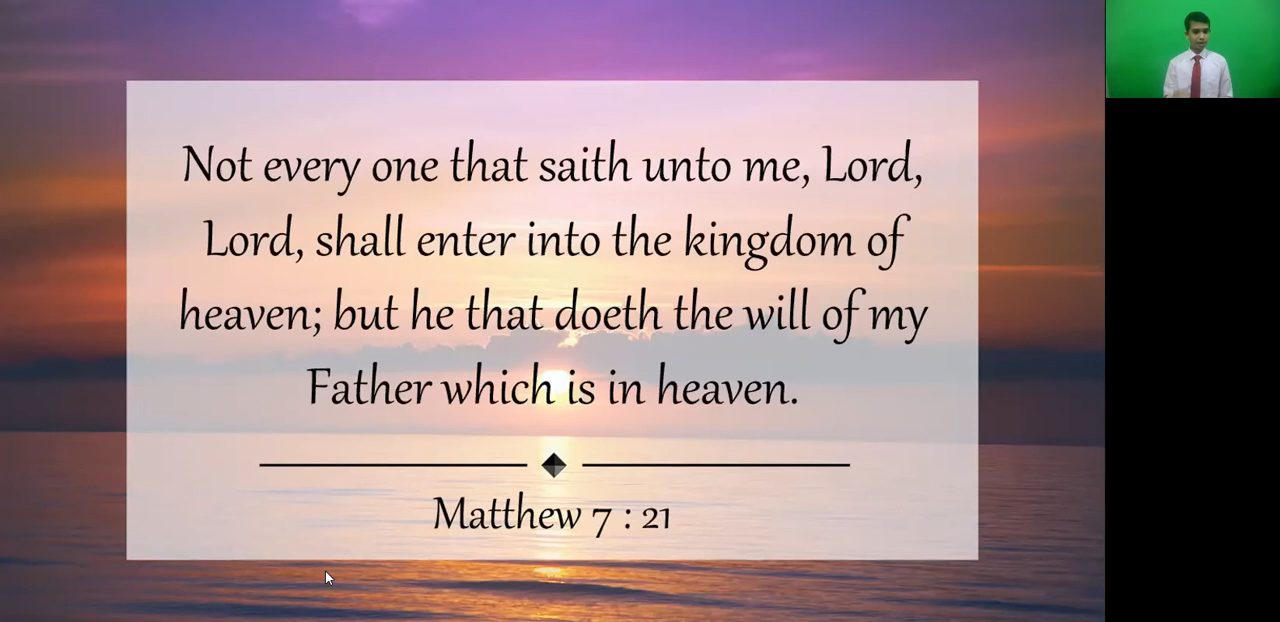 Not every one that saith unto me, Lord,
Lord, shall enter into the kingdom of
heaven; but he that doeth the will of my
Father which is in heaven.
Matthew 7 : 21